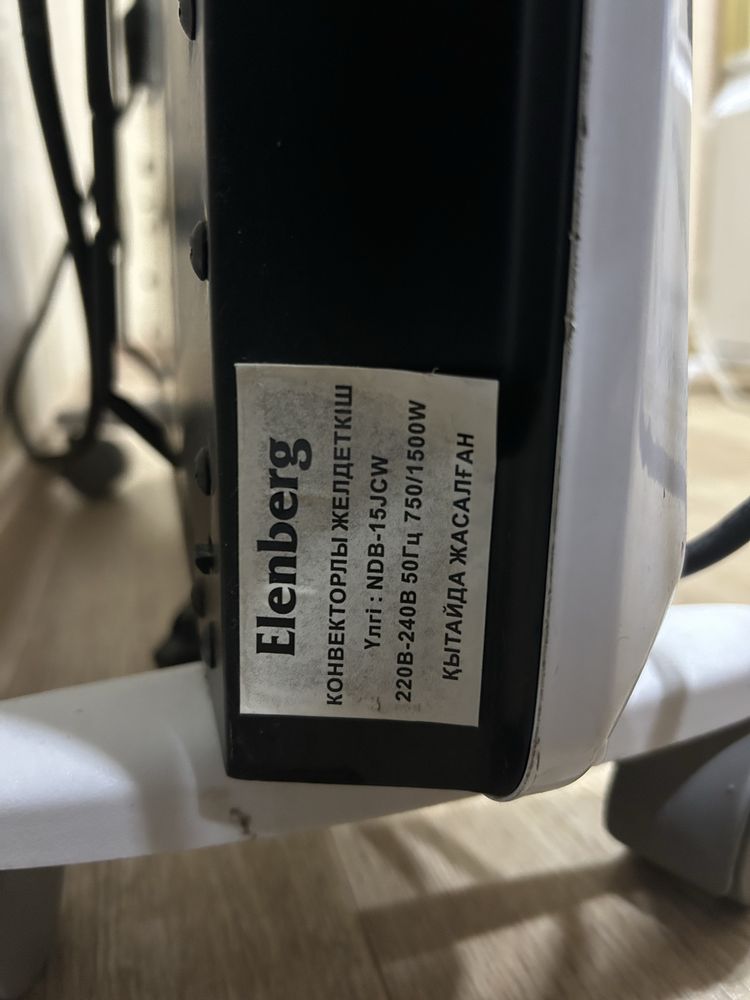 Elenberg
КОНВЕКТОРЛЫ ЖЕЛДЕТКІШ
Үлгі : NDB-15JCW
220В-240В 50Гц 750/1500W
ҚЫТАЙДА ЖАСАЛҒАН